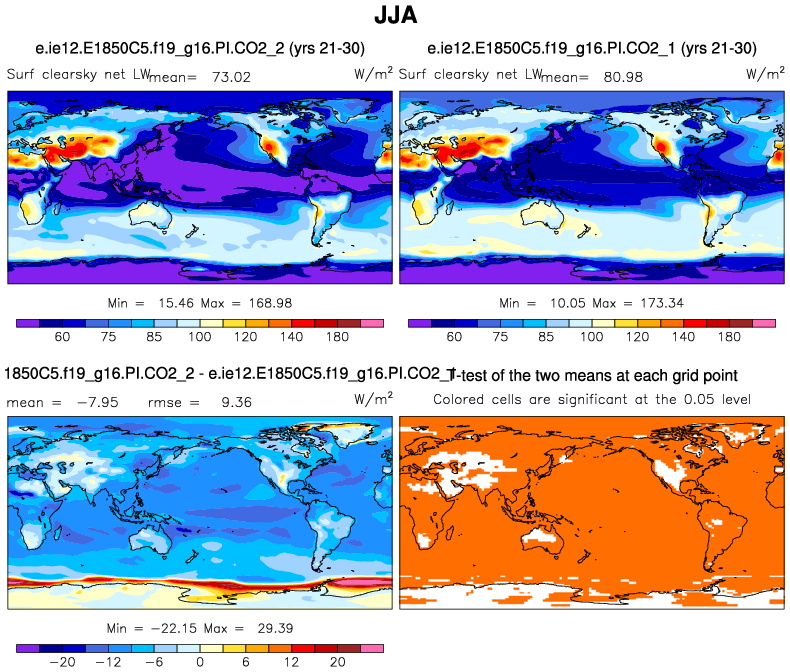 JJA
e.ie12.E1850C5.f19_g16.PI.CO2_2 (yrs 21-30)
e.ie12.E1850C5.f19_g16.PI.CO2_1 (yrs 21-30)
Surf clearsky net LW mean= 73.02 W/m²
Surf clearsky net LW mean= 80.98 W/m²
Min = 15.46 Max = 168.98
Min = 10.05 Max = 173.34
60 75 85 100 120 140 180
60 75 85 100 120 140 180
1850C5.f19_g16.PI.CO2_2 - e.ie12.E1850C5.f19_g16.PI.CO2_1
T-test of the two means at each grid point
mean = -7.95 rmse = 9.36 W/m²
Colored cells are significant at the 0.05 level
Min = -22.15 Max = 29.39
-20 -12 -6 0 6 12 20